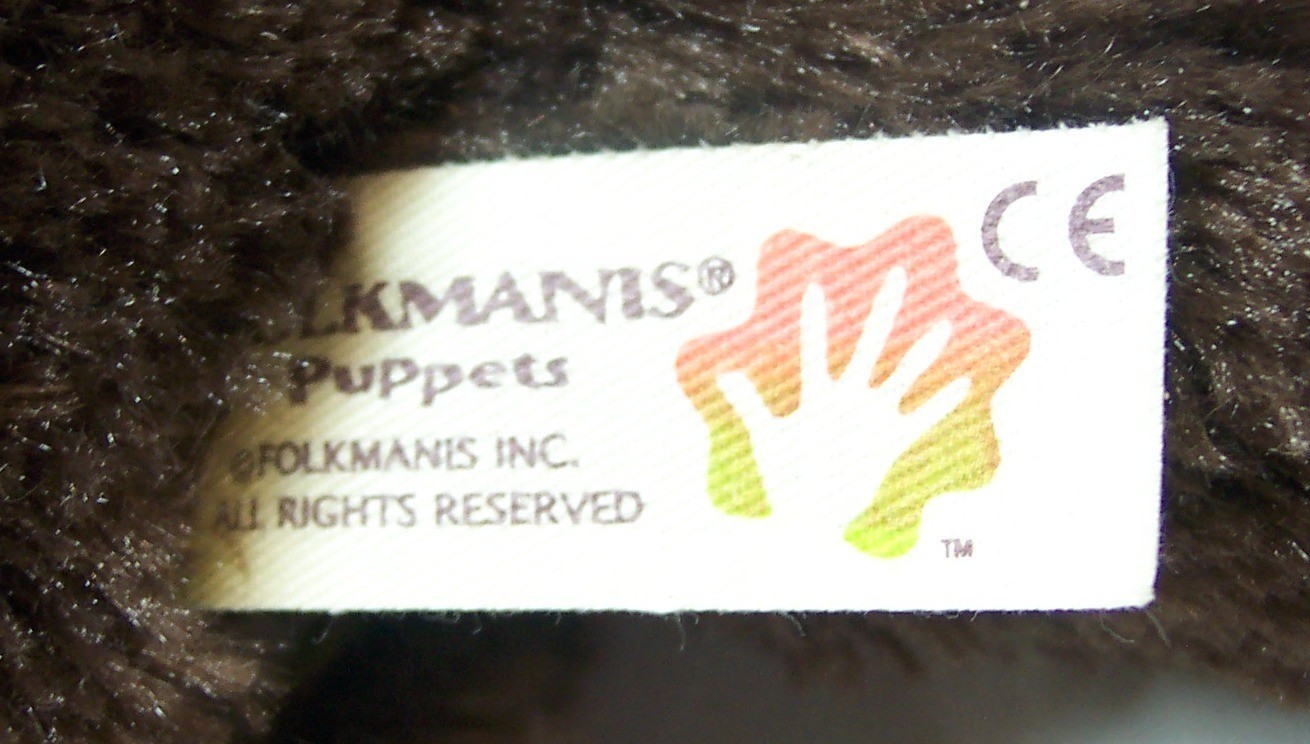 CE
LKMANIS®
Puppets
©FOLKMANIS INC.
ALL RIGHTS RESERVED
TM